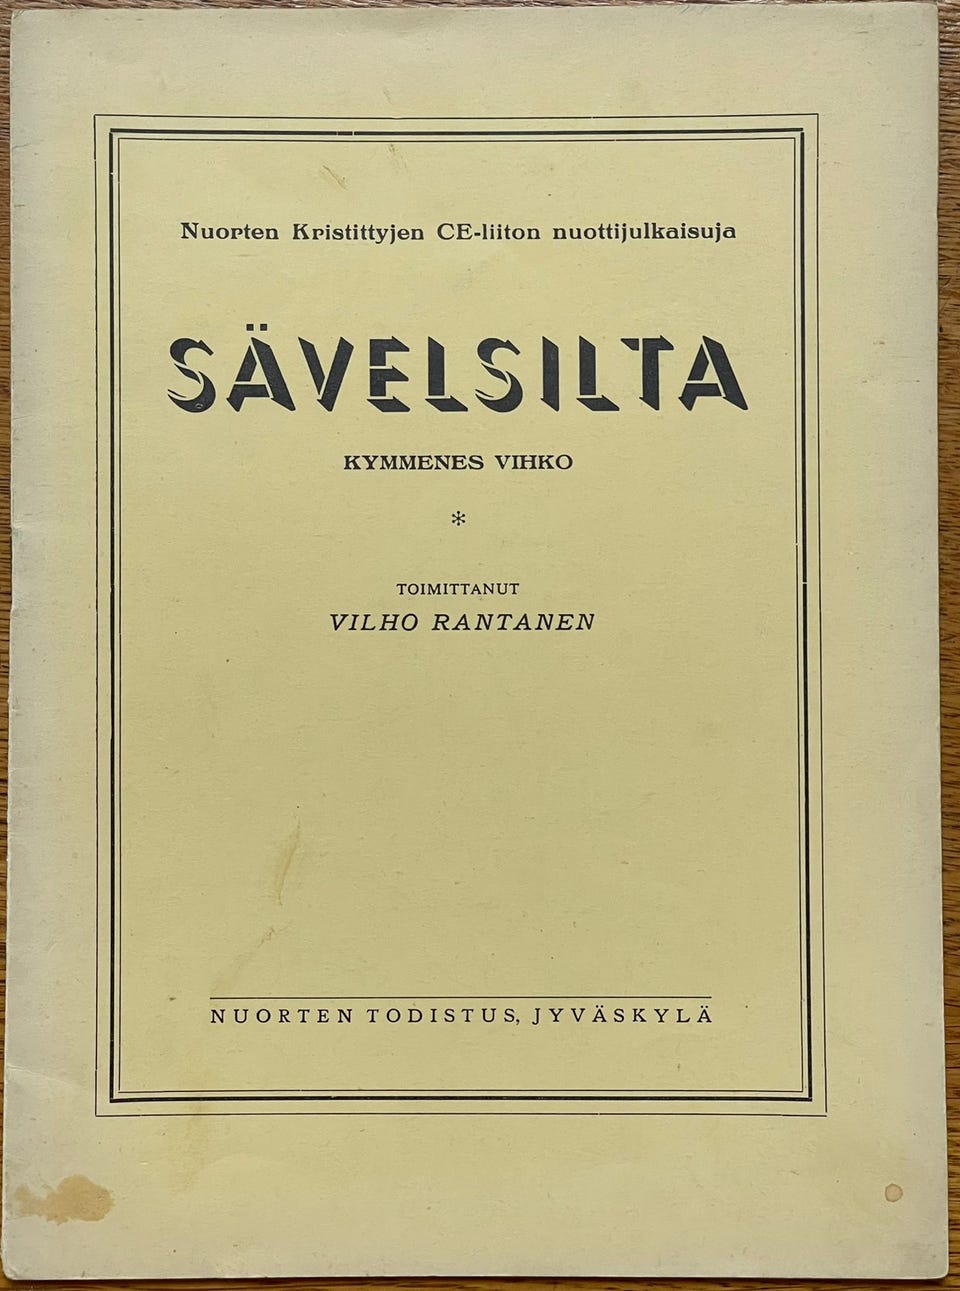 Nuorten Kristittyjen CE-liiton nuottijulkaisuja
SÄVELSILTA
KYMMENES VIHKO
*
TOIMITTANUT
VILHO RANTANEN
NUORTEN TODISTUS, JYVÄSKYLÄ